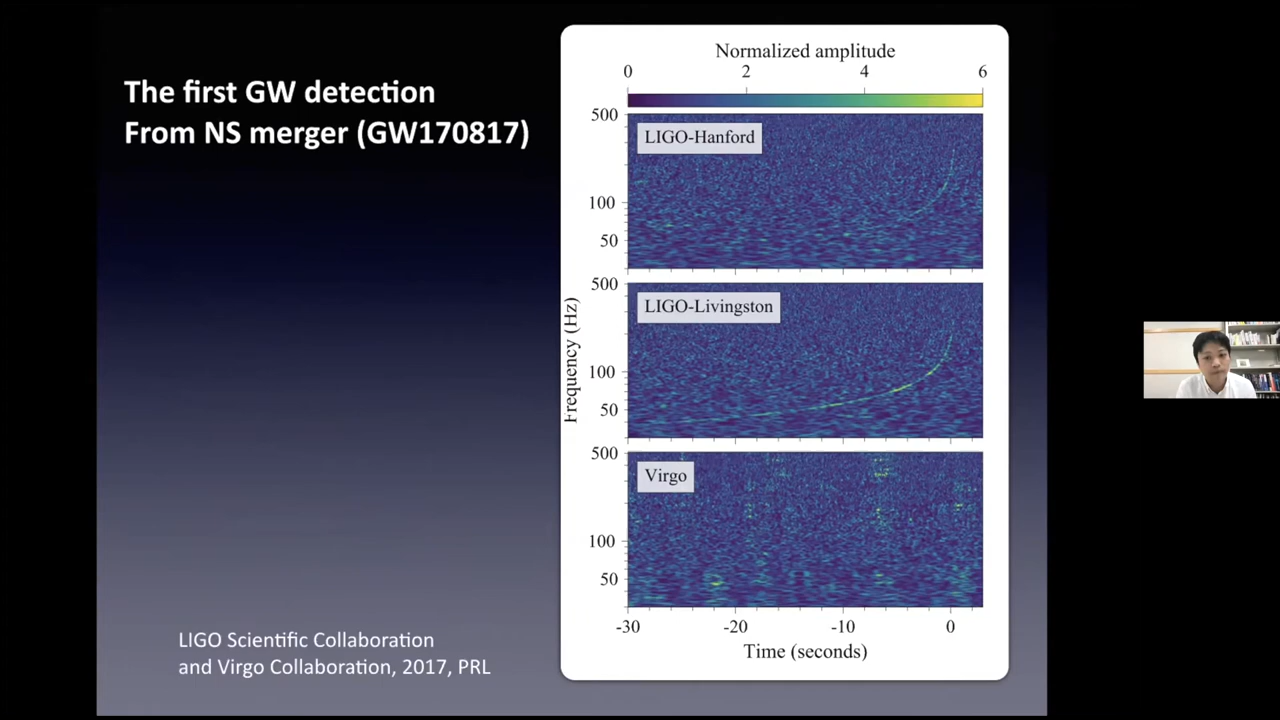 The first GW detection
From NS merger (GW170817)
LIGO Scientific Collaboration
and Virgo Collaboration, 2017, PRL
Normalized amplitude
0 2 4 6
500
LIGO-Hanford
100
50
500
LIGO-Livingston
Frequency (Hz)
100
50
500
Virgo
100
50
-30 -20 -10 0
Time (seconds)